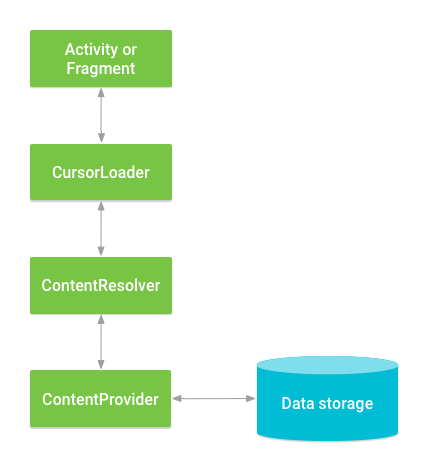 Activity or
Fragment
CursorLoader
ContentResolver
ContentProvider
Data storage